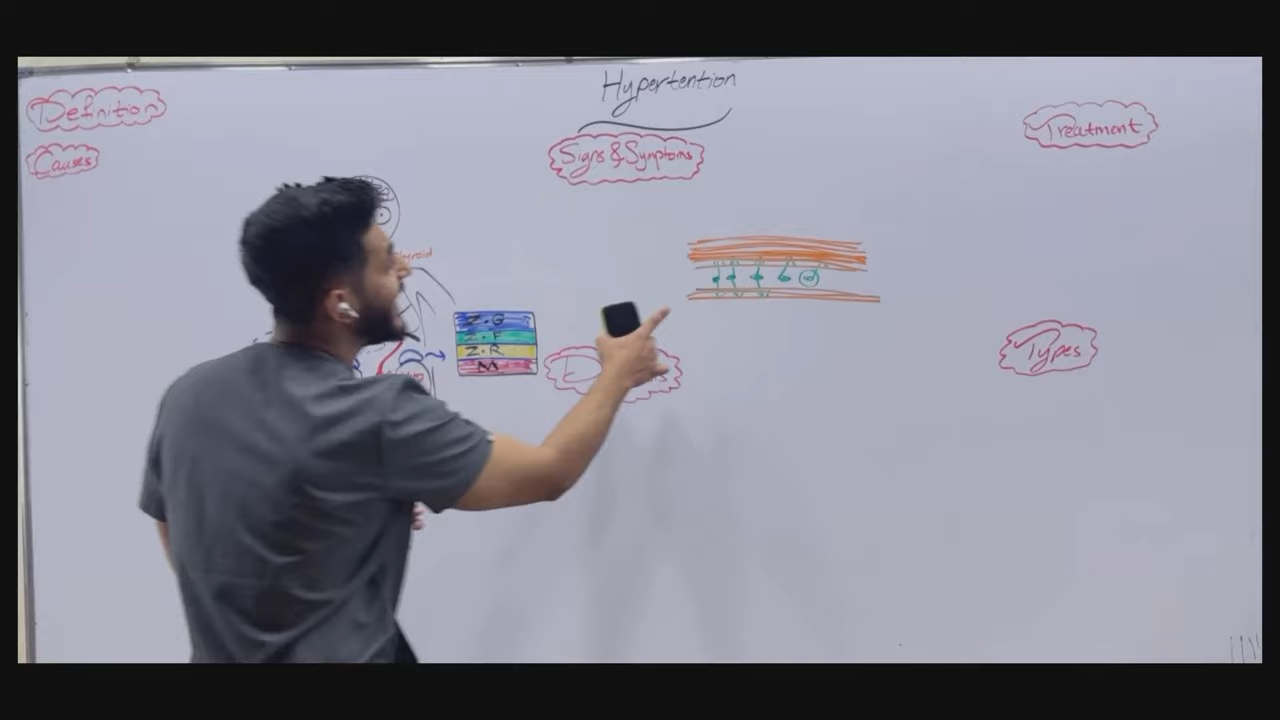 Hypertention
Definition
Treatment
Signs & Symptoms
Causes
Z.G
Z.F
Z.R
M
Types